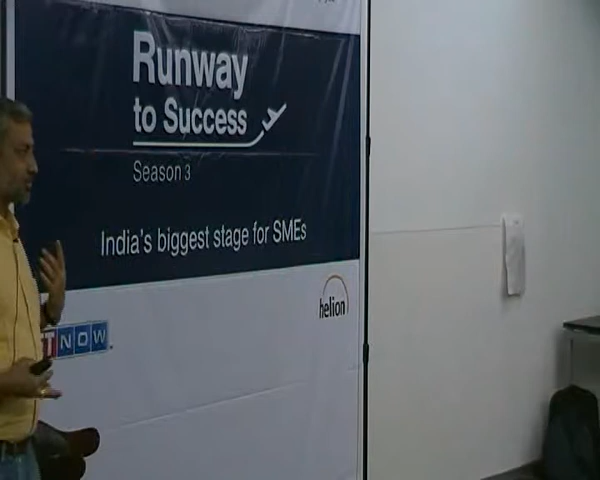 Runway
to Success
Season 3
India's biggest stage for SMEs
helion
T NOW